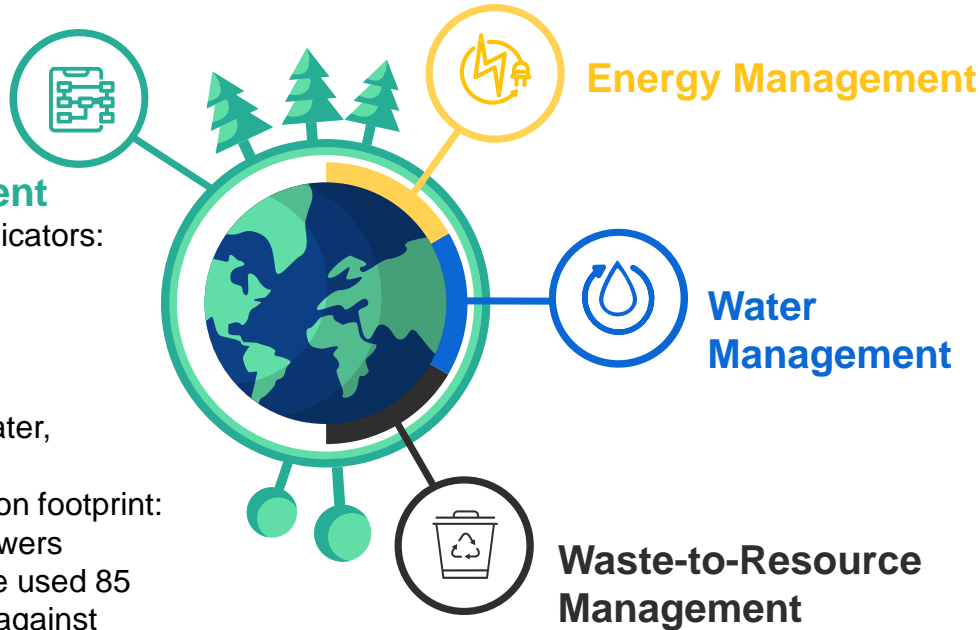 Energy Management
ent
icators:
Water
Management
ater,
on footprint:
wers
e used 85
against
Waste-to-Resource
Management